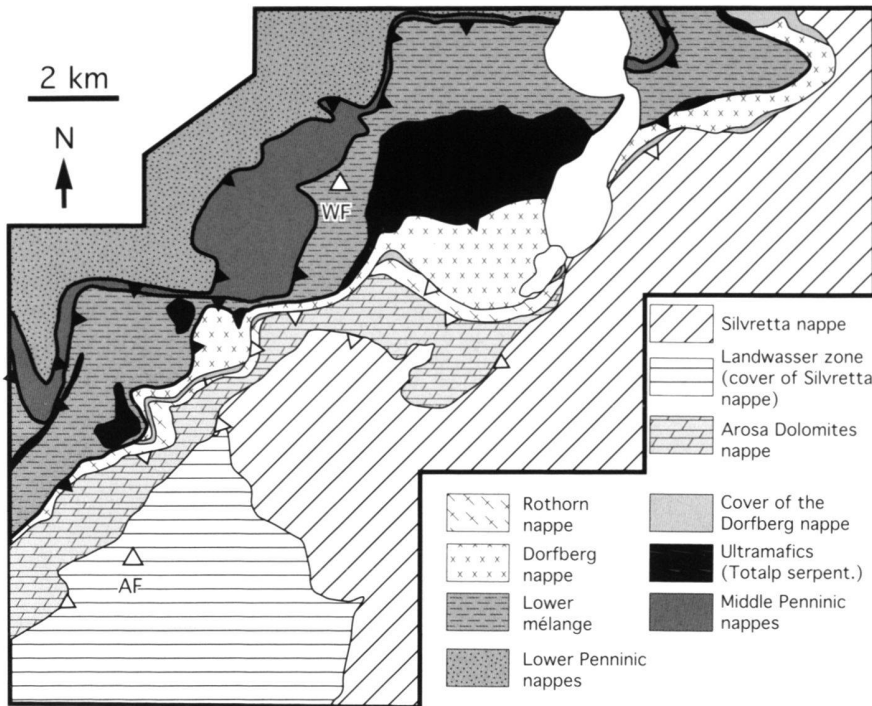 2 km
N
WF
AF
Silvretta nappe
Landwasser zone
(cover of Silvretta
nappe)
Arosa Dolomites
nappe
Rothorn
nappe
Dorfberg
nappe
Lower
mélange
Lower Penninic
nappes
Cover of the
Dorfberg nappe
Ultramafics
(Totalp serpent.)
Middle Penninic
nappes